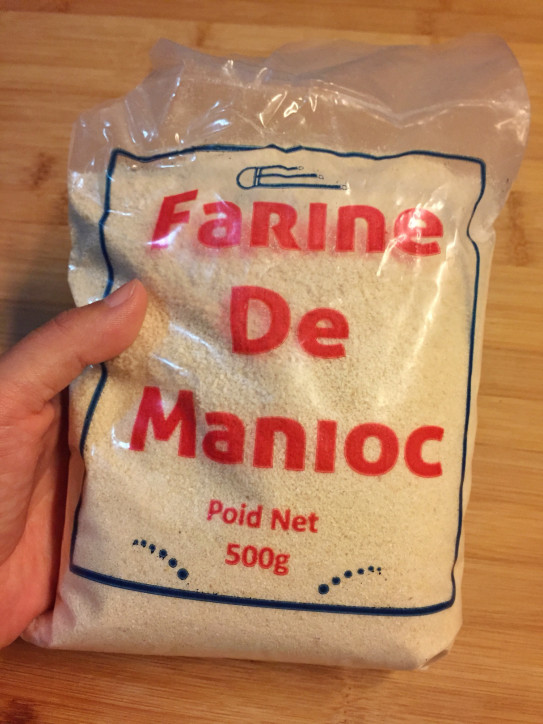 Farine
De
Manioc
Poid Net
500g